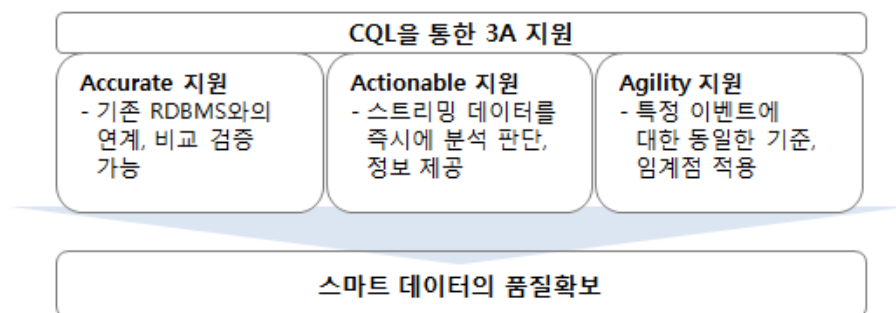 CQL을 통한 3A 지원
Accurate 지원
- 기존 RDBMS와의
연계, 비교 검증
가능
Actionable 지원
- 스트리밍 데이터를
즉시에 분석 판단,
정보 제공
Agility 지원
- 특정 이벤트에
대한 동일한 기준,
임계점 적용
스마트 데이터의 품질확보